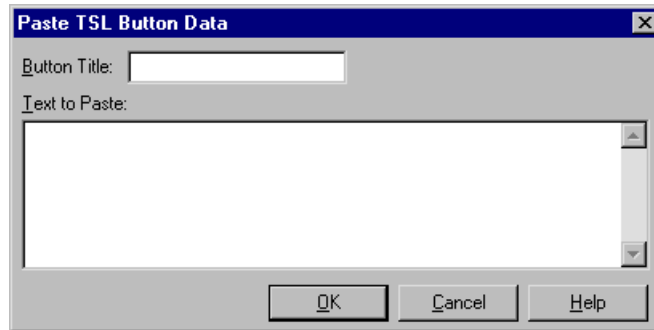 Paste TSL Button Data
Button Title:
Text to Paste:
OK Cancel Help